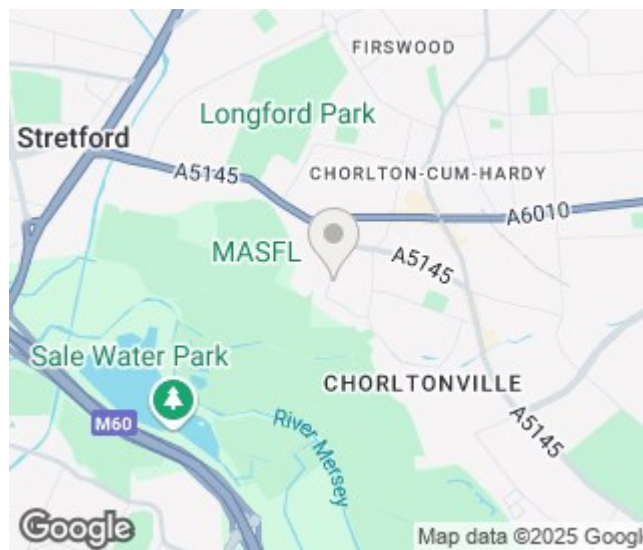 FIRSWOOD
Longford Park
Stretford
A5145
CHORLTON-CUM-HARDY
A6010
MASFL
A5145
Sale Water Park
CHORLTONVILLE
M60
River Mersey
A5145
Google
Map data ©2025 Googl